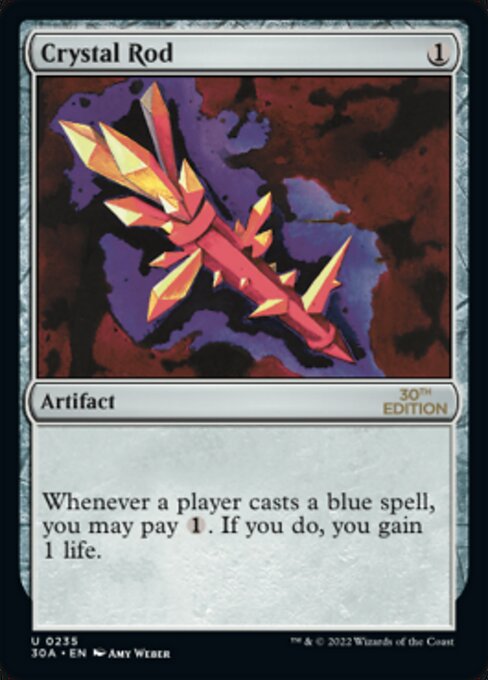 Crystal Rod 1
Artifact
30TH
EDITION
Whenever a player casts a blue spell,
you may pay 1. If you do, you gain
1 life.
U 0235
30A • EN Amy Weber
™ & © 2022 Wizards of the Coast